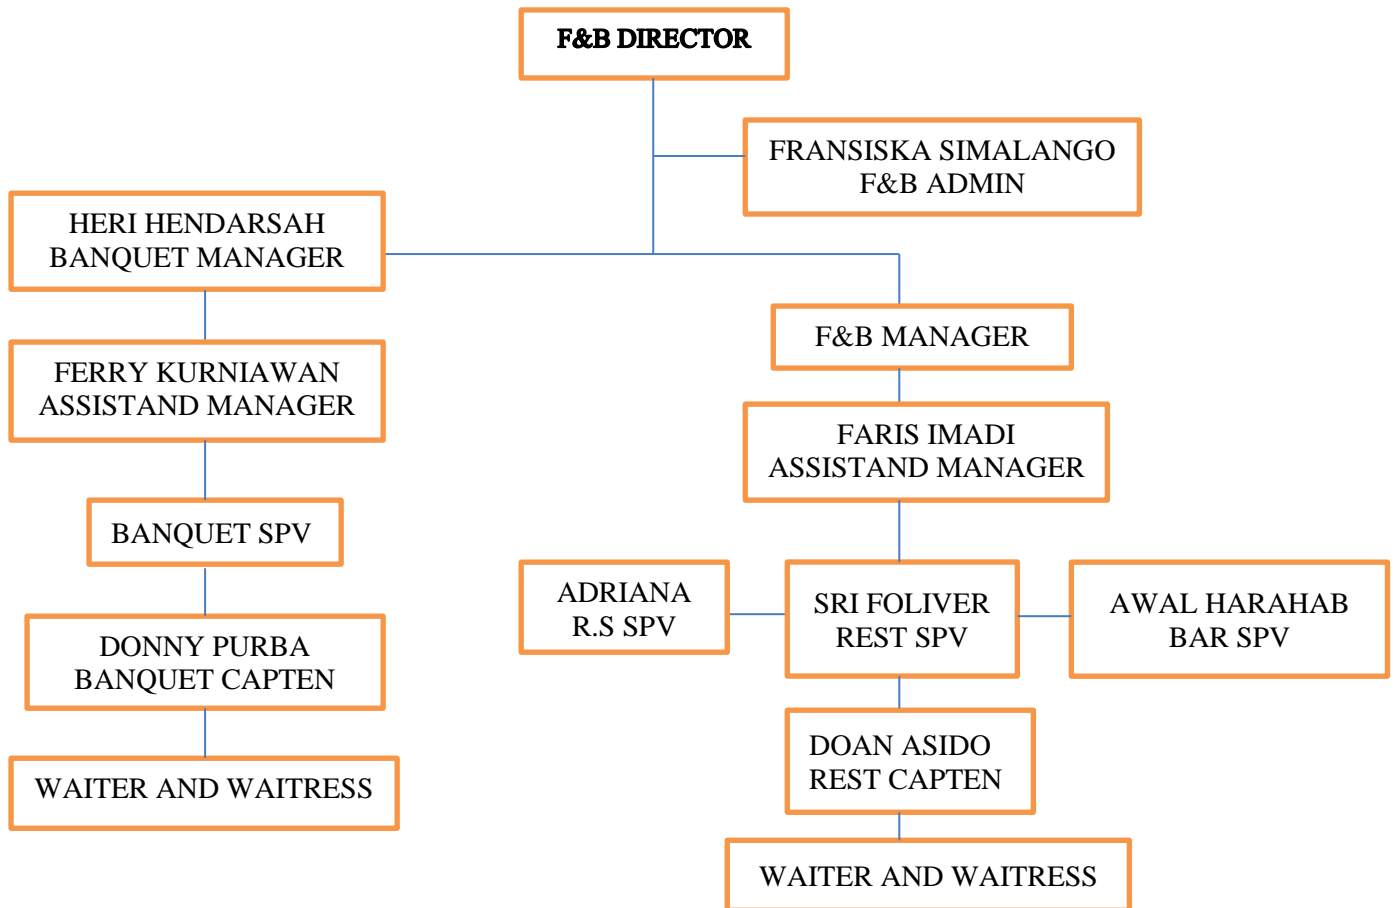 F&B DIRECTOR
FRANSISKA SIMALANGO
F&B ADMIN
HERI HENDARSAH
BANQUET MANAGER
F&B MANAGER
FERRY KURNIAWAN
ASSISTAND MANAGER
FARIS IMADI
ASSISTAND MANAGER
BANQUET SPV
ADRIANA
R.S SPV
SRI FOLIVER
REST SPV
AWAL HARAHAB
BAR SPV
DONNY PURBA
BANQUET CAPTEN
DOAN ASIDO
REST CAPTEN
WAITER AND WAITRESS
WAITER AND WAITRESS